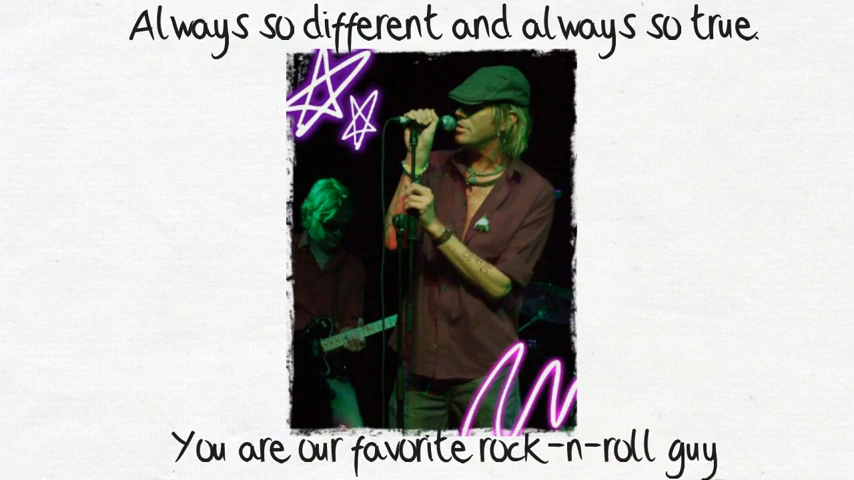 Always so different and always so true.
You are our favorite rock-n-roll guy